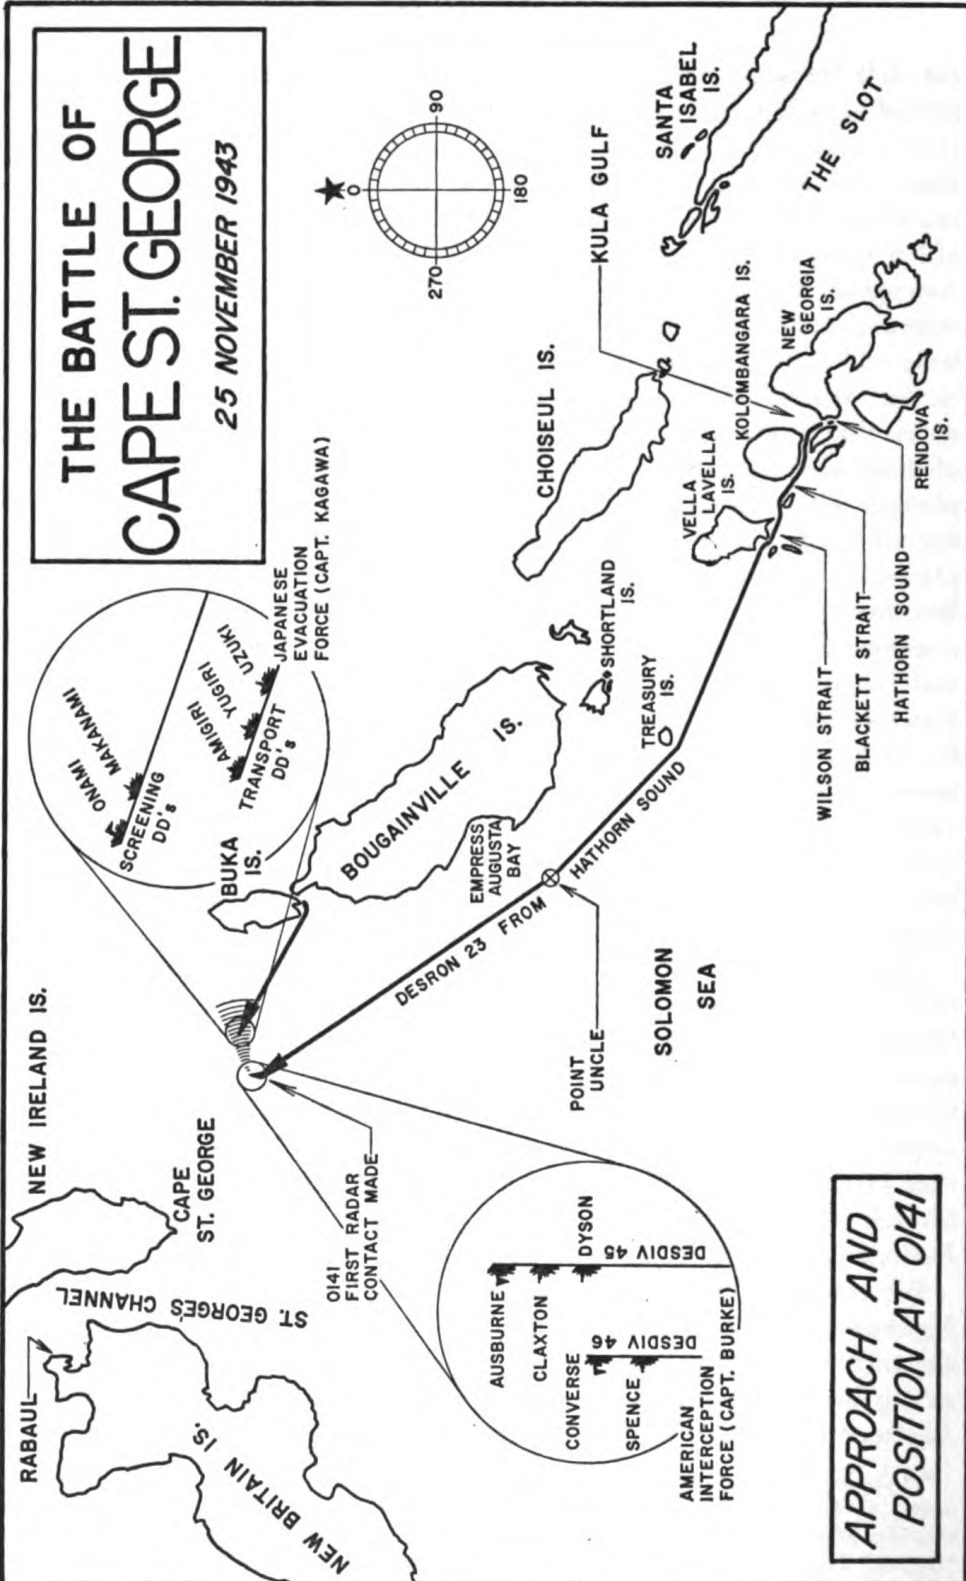 THE BATTLE OF
CAPE ST. GEORGE
25 NOVEMBER 1943
0
90
180
270
NEW IRELAND IS.
CAPE
ST. GEORGE
ST. GEORGES CHANNEL
RABAUL
NEW BRITAIN IS.
0141
FIRST RADAR
CONTACT MADE
BUKA
IS.
BOUGAINVILLE IS.
EMPRESS
AUGUSTA
BAY
ONAMI
MAKANAMI
SCREENING
DD's
AMIGIRI
YUGIRI
UZUKI
TRANSPORT
DD's
JAPANESE
EVACUATION
FORCE (CAPT. KAGAWA)
CHOISEUL IS.
SANTA
ISABEL
IS.
THE SLOT
KULA GULF
KOLOMBANGARA IS.
NEW
GEORGIA
IS.
VELLA
LAVELLA
IS.
RENDOVA
IS.
SHORTLAND
IS.
TREASURY
IS.
WILSON STRAIT
BLACKETT STRAIT
HATHORN SOUND
DESRON 23 FROM HATHORN SOUND
POINT
UNCLE
SOLOMON
SEA
AUSBURNE
CLAXTON
DYSON
DESDIV 45
CONVERSE
SPENCE
DESDIV 46
AMERICAN
INTERCEPTION
FORCE (CAPT. BURKE)
APPROACH AND
POSITION AT 0141